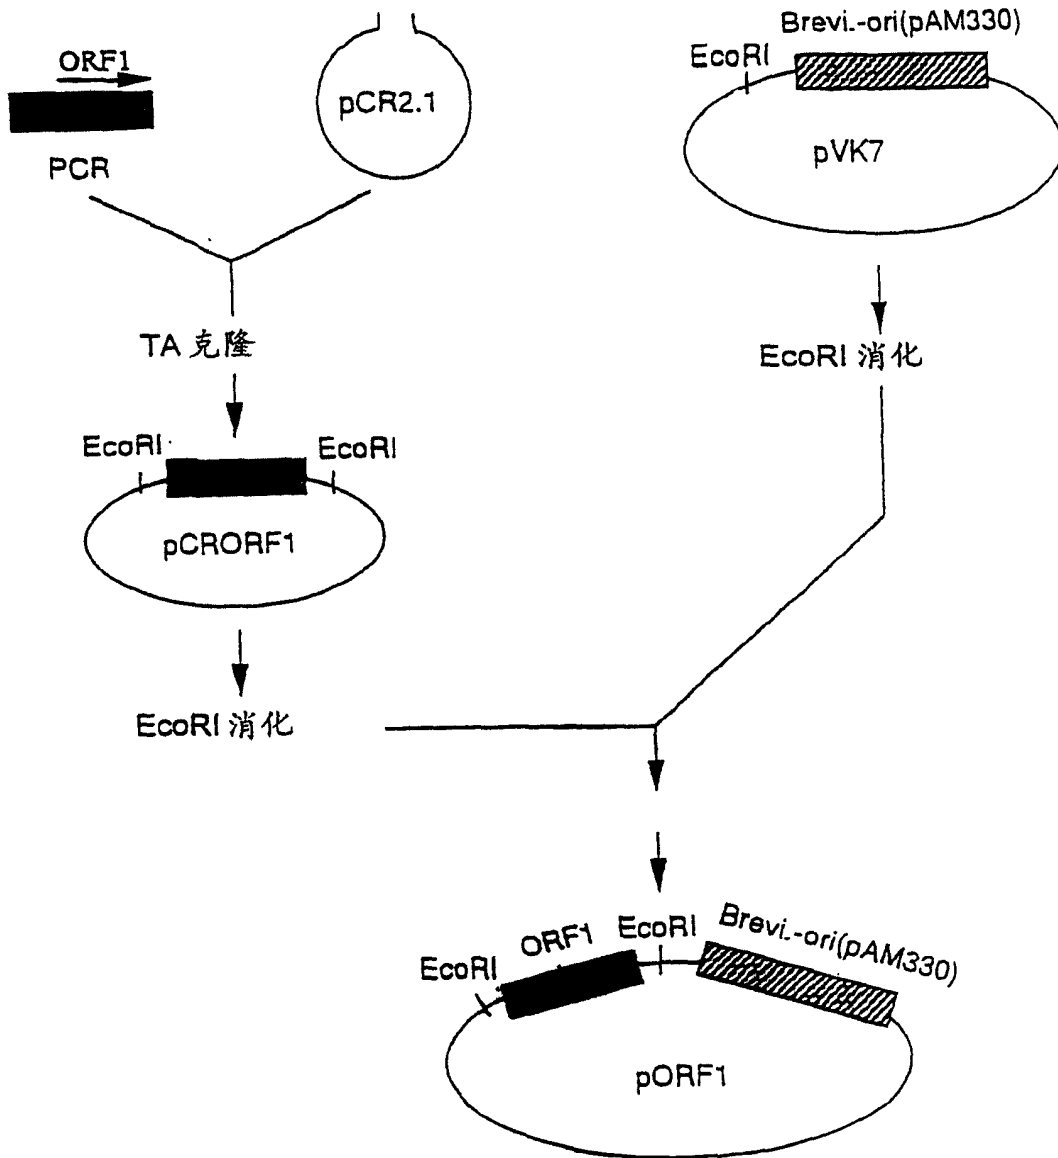 ORF1
PCR
pCR2.1
Brevi.-ori(pAM330)
EcoRI
pVK7
TA 克隆
EcoRI 消化
EcoRI
EcoRI
pCRORF1
EcoRI 消化
EcoRI
ORF1
EcoRI
Brevi.-ori(pAM330)
pORF1